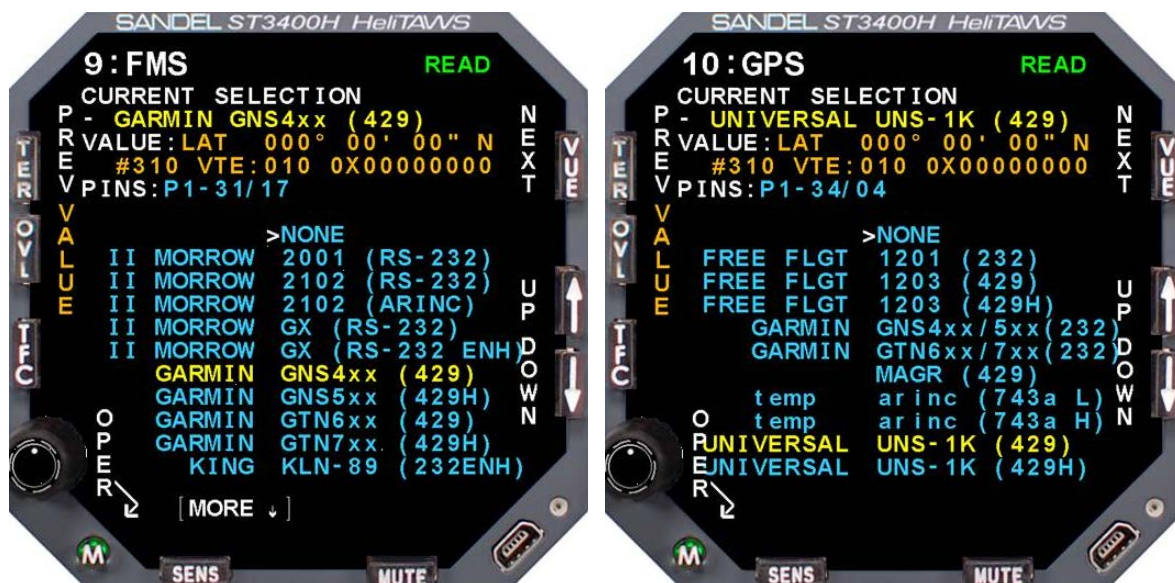 SANDEL ST3400H HeliTAWS
9:FMS READ
CURRENT SELECTION
- GARMIN GNS4xx (429)
VALUE:LAT 000° 00' 00" N
#310 VTE:010 0X00000000
PINS:P1-31/17
>NONE
II MORROW 2001 (RS-232)
II MORROW 2102 (RS-232)
II MORROW 2102 (ARINC)
II MORROW GX (RS-232)
II MORROW GX (RS-232 ENH)
GARMIN GNS4xx (429)
GARMIN GNS5xx (429H)
GARMIN GTN6xx (429H)
GARMIN GTN7xx (429H)
KING KLN-89 (232ENH)
[MORE ↓]
PREV
VALUE
OPER
NEXT
UP DOWN
TER
OVL
TFC
VUE
M
SENS
MUTE
SANDEL ST3400H HeliTAWS
10:GPS READ
CURRENT SELECTION
- UNIVERSAL UNS-1K (429)
VALUE:LAT 000° 00' 00" N
#310 VTE:010 0X00000000
PINS:P1-34/04
>NONE
FREE FLGT 1201 (232)
FREE FLGT 1203 (429)
FREE FLGT 1203 (429H)
GARMIN GNS4xx/5xx(232)
GARMIN GTN6xx/7xx(232)
MAGR (429)
temp arinc (743a L)
temp arinc (743a H)
UNIVERSAL UNS-1K (429)
UNIVERSAL UNS-1K (429H)
PREV
VALUE
OPER
NEXT
UP DOWN
TER
OVL
TFC
VUE
M
SENS
MUTE